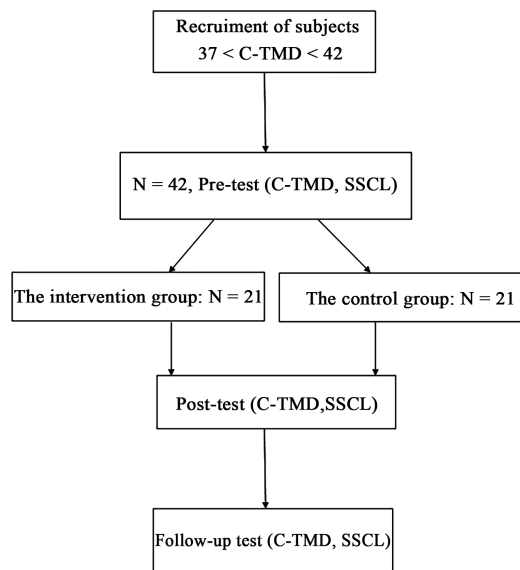 Recruiment of subjects
37 < C-TMD < 42
N = 42, Pre-test (C-TMD, SSCL)
The intervention group: N = 21
The control group: N = 21
Post-test (C-TMD,SSCL)
Follow-up test (C-TMD, SSCL)